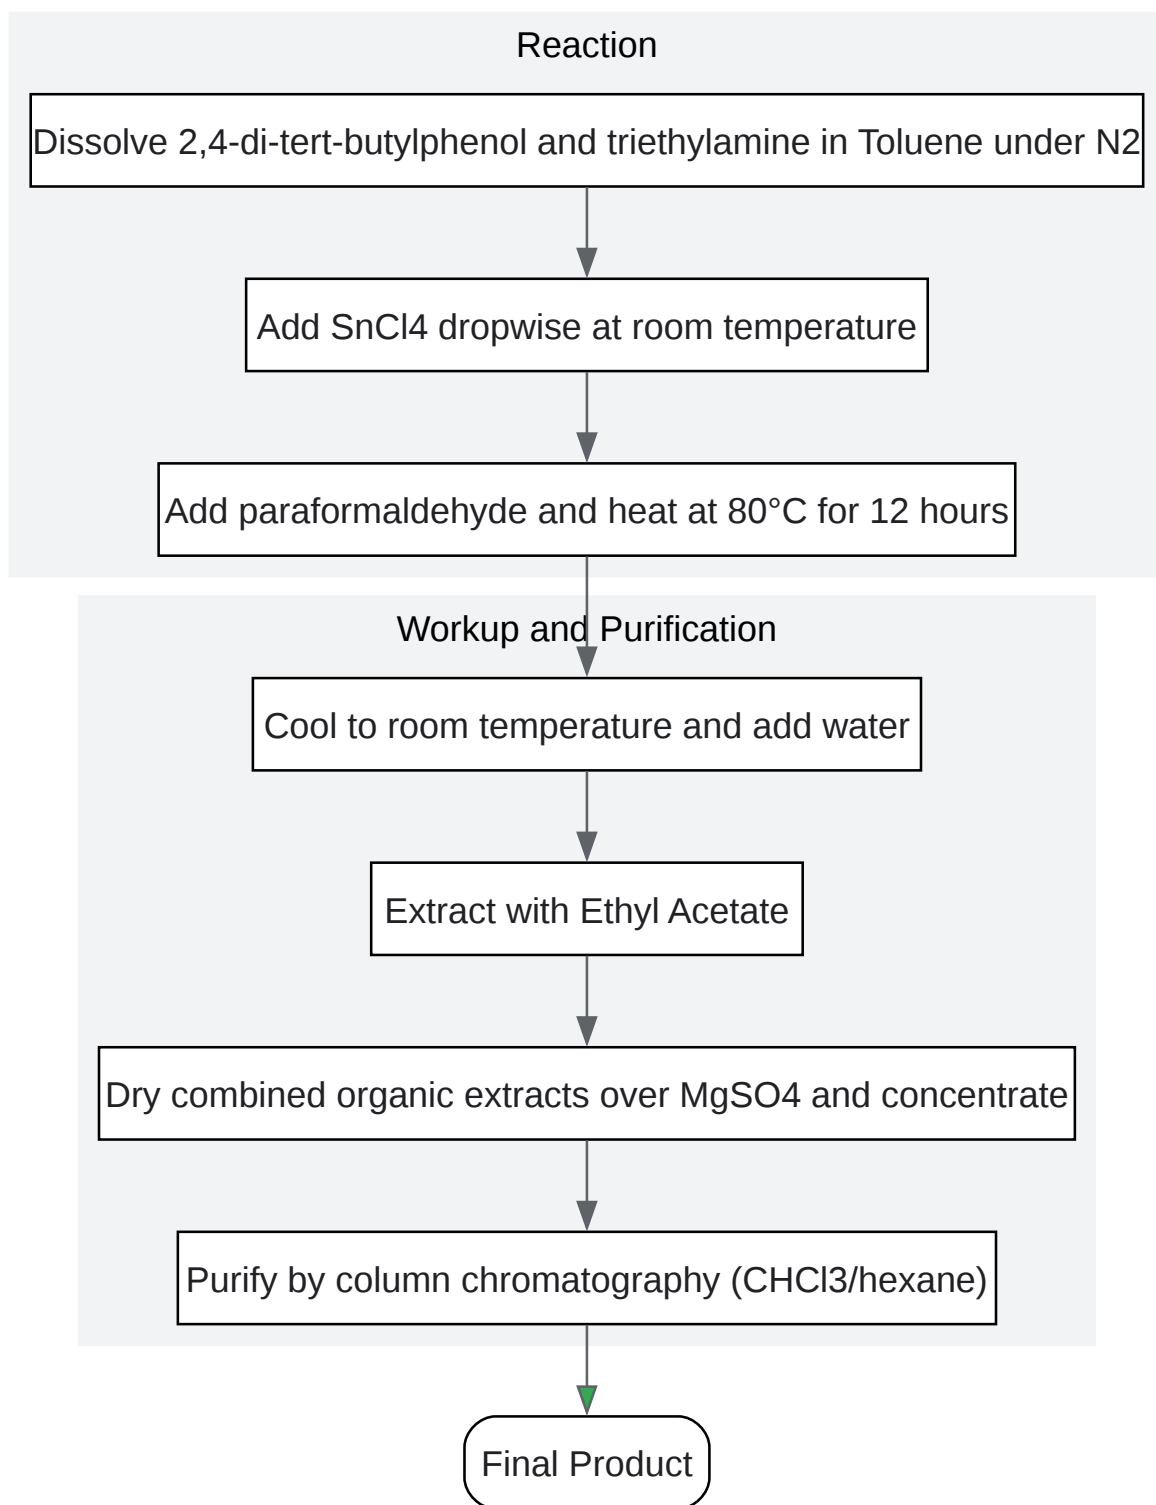 Reaction
Dissolve 2,4-di-tert-butylphenol and triethylamine in Toluene under N2
Add SnCl4 dropwise at room temperature
Add paraformaldehyde and heat at 80°C for 12 hours
Workup and Purification
Cool to room temperature and add water
Extract with Ethyl Acetate
Dry combined organic extracts over MgSO4 and concentrate
Purify by column chromatography (CHCl3/hexane)
Final Product